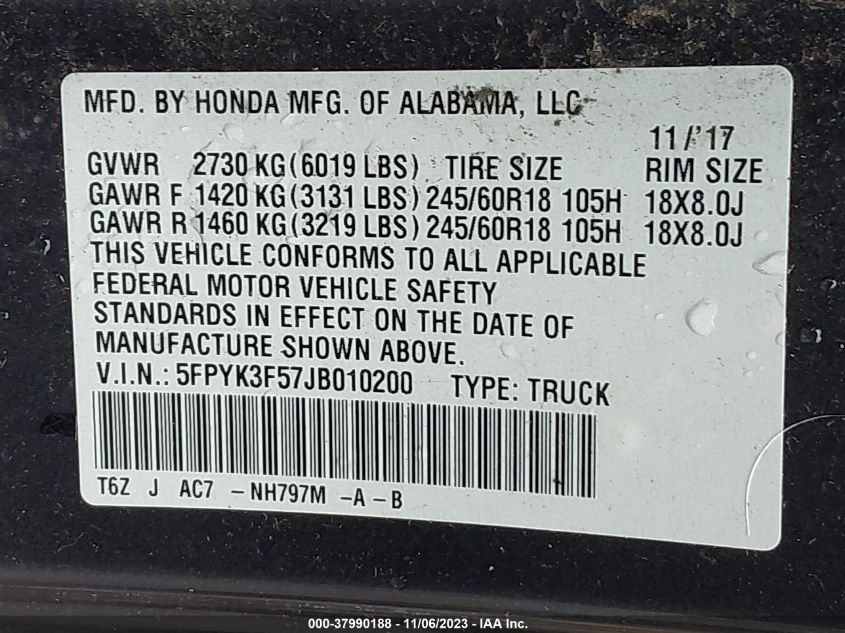 MFD. BY HONDA MFG. OF ALABAMA, LLC
11/'17
GVWR 2730 KG(6019 LBS) TIRE SIZE RIM SIZE
GAWR F 1420 KG(3131 LBS) 245/60R18 105H 18X8.0J
GAWR R 1460 KG(3219 LBS) 245/60R18 105H 18X8.0J
THIS VEHICLE CONFORMS TO ALL APPLICABLE
FEDERAL MOTOR VEHICLE SAFETY
STANDARDS IN EFFECT ON THE DATE OF
MANUFACTURE SHOWN ABOVE.
V.I.N.: 5FPYK3F57JB010200 TYPE: TRUCK
T6Z J AC7 -NH797M -A-B
000-37990188 - 11/06/2023 - IAA Inc.